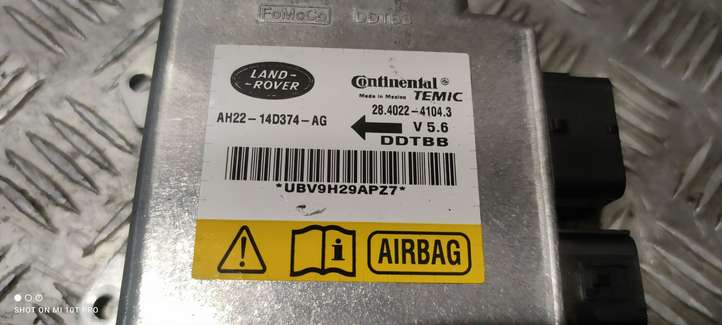 FoMoCo DDTBB
LAND-
ROVER
Continental
Made in Mexico TEMIC
28.4022-4104.3
AH22-14D374-AG
V 5.6
DDTBB
*UBV9H29APZ7*
AIRBAG
SHOT ON MI 10T PRO